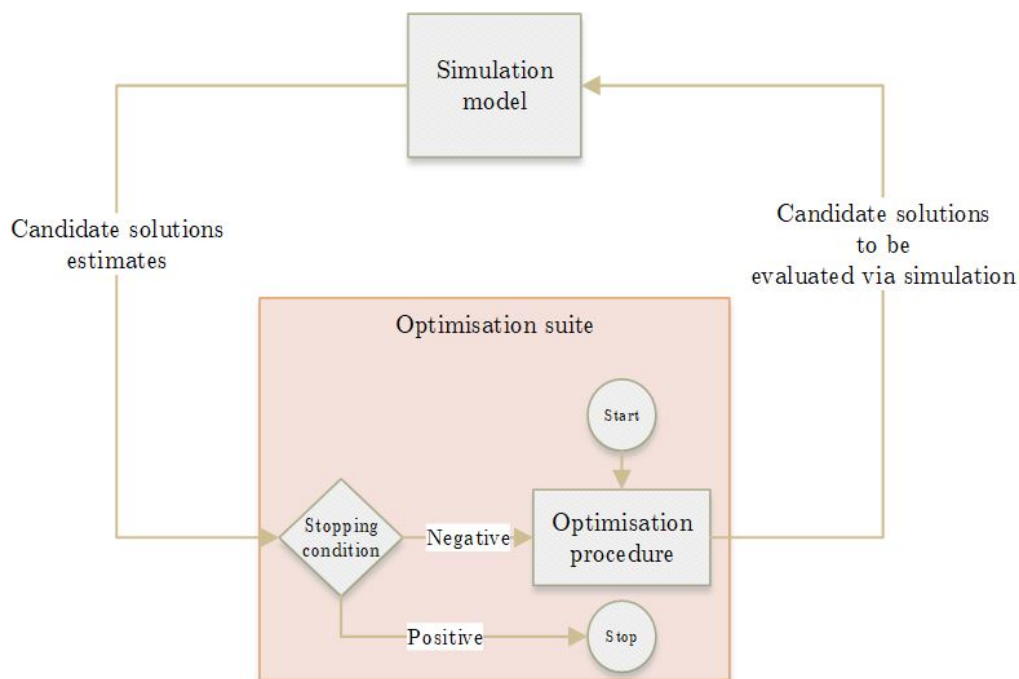 Simulation
model
Candidate solutions
estimates
Candidate solutions
to be
evaluated via simulation
Optimisation suite
Start
Stopping
condition
Negative
Optimisation
procedure
Positive
Stop